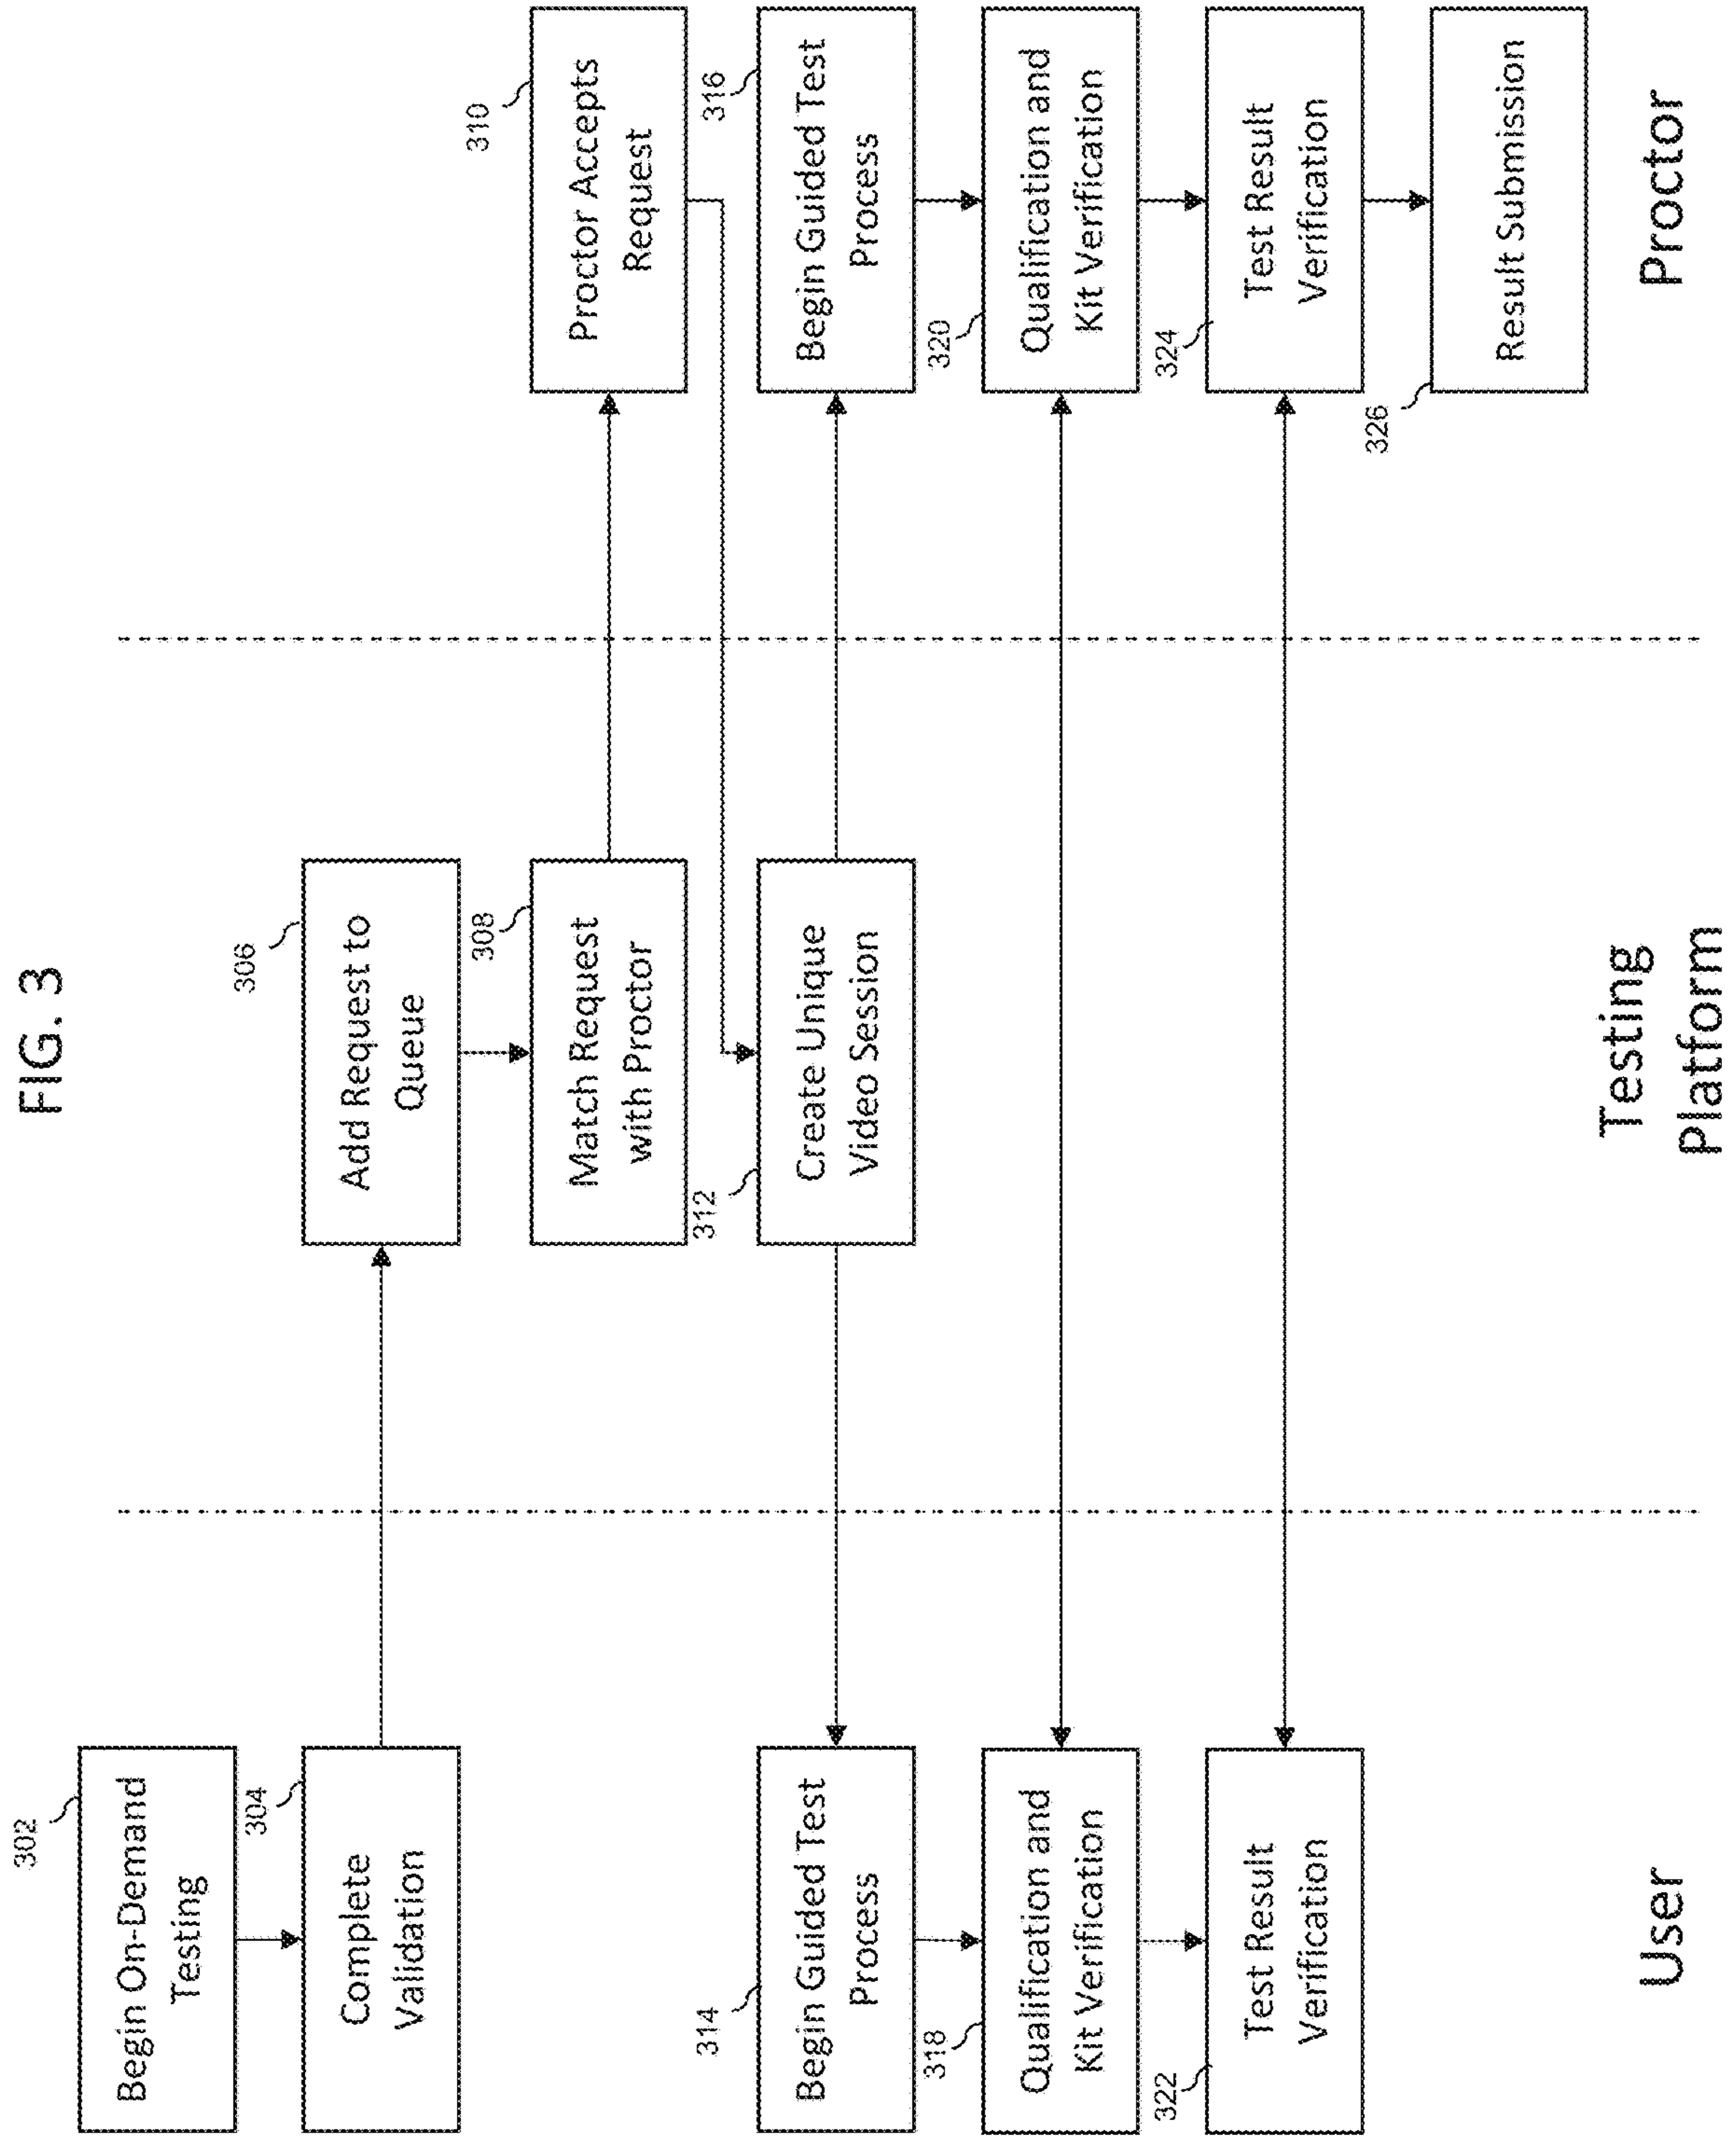 FIG. 3
302
Begin On-Demand
Testing
304
Complete
Validation
306
Add Request to
Queue
308
Match Request
with Proctor
310
Proctor Accepts
Request
312
Create Unique
Video Session
314
Begin Guided Test
Process
316
Begin Guided Test
Process
318
Qualification and
Kit Verification
320
Qualification and
Kit Verification
322
Test Result
Verification
324
Test Result
Verification
326
Result Submission
User
Testing
Platform
Proctor